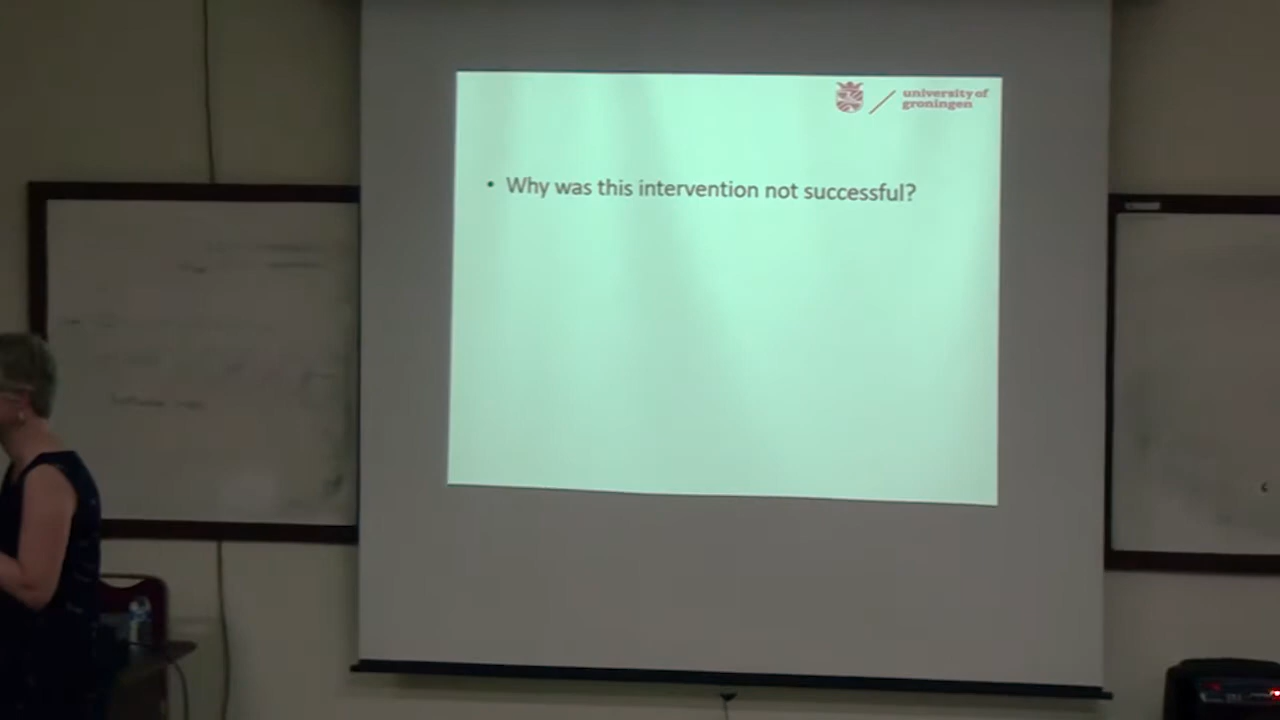 university of
groningen
• Why was this intervention not successful?